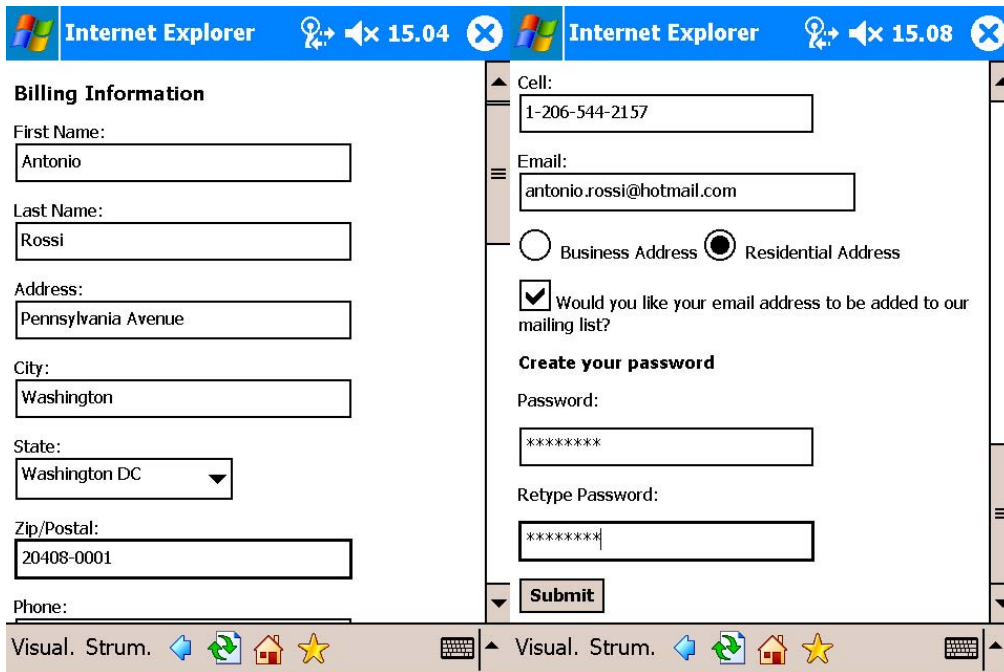 Internet Explorer 15.04
Billing Information
First Name:
Antonio
Last Name:
Rossi
Address:
Pennsylvania Avenue
City:
Washington
State:
Washington DC
Zip/Postal:
20408-0001
Phone:
Visual. Strum.
Internet Explorer 15.08
Cell:
1-206-544-2157
Email:
antonio.rossi@hotmail.com
Business Address Residential Address
Would you like your email address to be added to our
mailing list?
Create your password
Password:
********
Retype Password:
********
Submit
Visual. Strum.